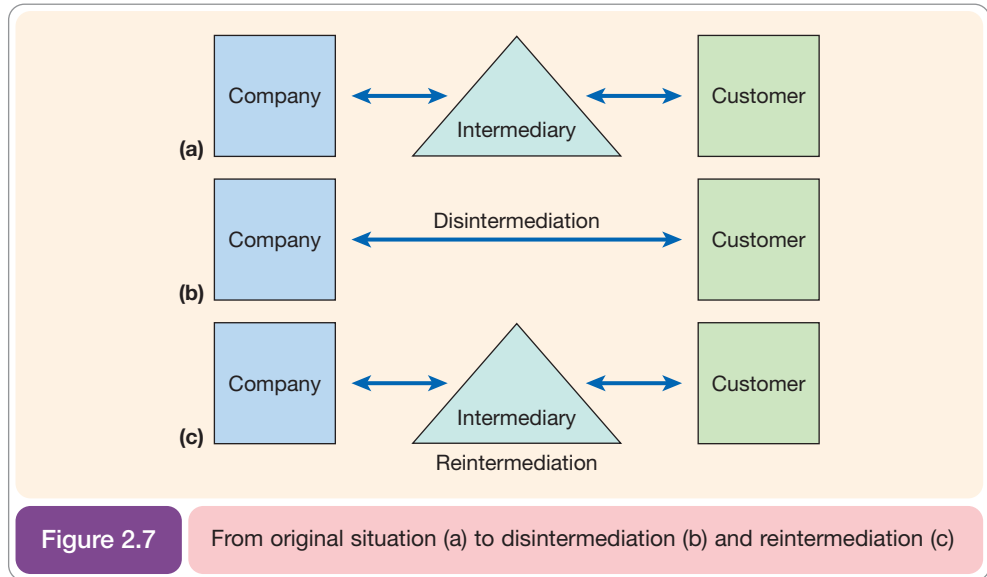 Company
Intermediary
Customer
(a)
Company
Disintermediation
Customer
(b)
Company
Intermediary
Customer
(c)
Reintermediation
Figure 2.7
From original situation (a) to disintermediation (b) and reintermediation (c)